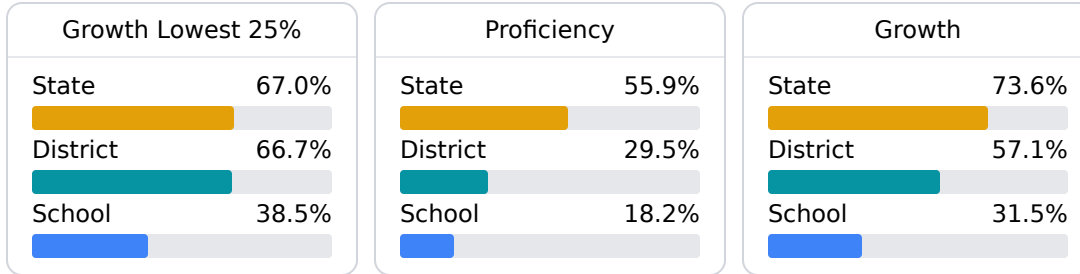 Growth Lowest 25%
State 67.0%
District 66.7%
School 38.5%
Proficiency
State 55.9%
District 29.5%
School 18.2%
Growth
State 73.6%
District 57.1%
School 31.5%